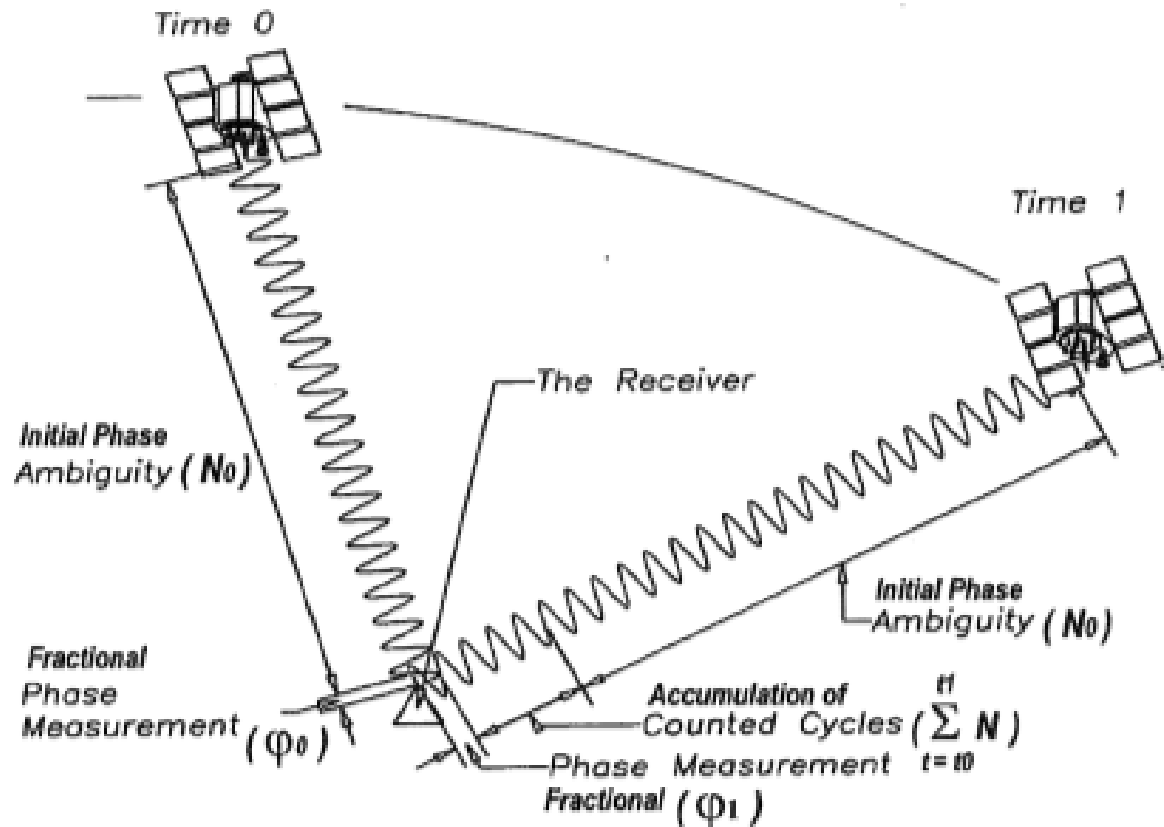 Time 0
Time 1
The Receiver
Initial Phase
Ambiguity (N0)
Initial Phase
Ambiguity (N0)
Fractional
Phase
Measurement (φ0)
Accumulation of
Counted Cycles (∑ N)
t1
t = t0
Phase Measurement
Fractional (φ1)